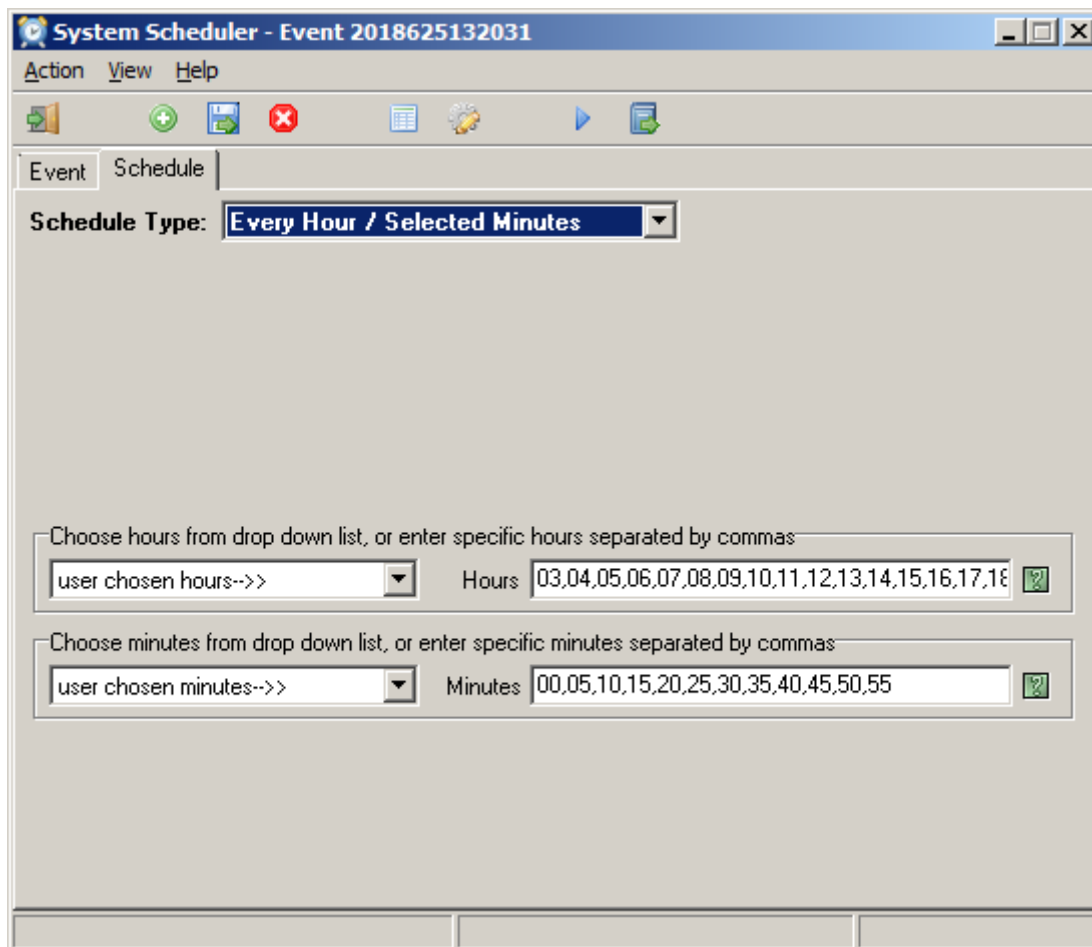 System Scheduler - Event 2018625132031
Action View Help
Event Schedule
Schedule Type: Every Hour / Selected Minutes
Choose hours from drop down list, or enter specific hours separated by commas
user chosen hours-->> Hours 03,04,05,06,07,08,09,10,11,12,13,14,15,16,17,18
Choose minutes from drop down list, or enter specific minutes separated by commas
user chosen minutes-->> Minutes 00,05,10,15,20,25,30,35,40,45,50,55